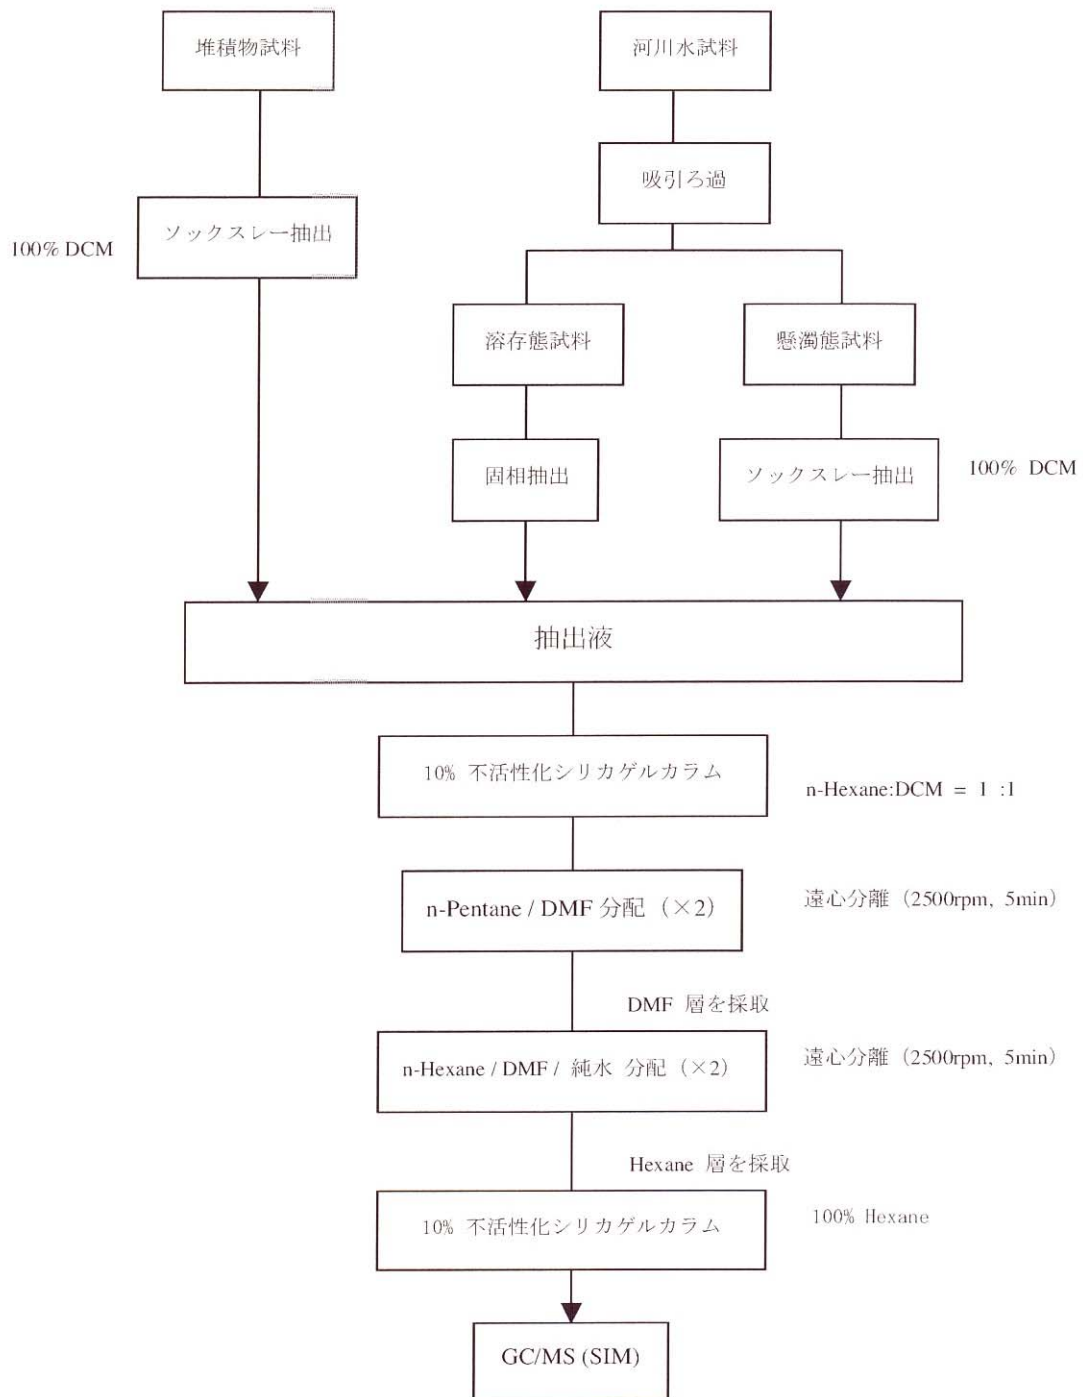 堆積物試料
河川水試料
吸引ろ過
100% DCM
ソックスレー抽出
溶存態試料
懸濁態試料
固相抽出
ソックスレー抽出
100% DCM
抽出液
10% 不活性化シリカゲルカラム
n-Hexane:DCM = 1 :1
n-Pentane / DMF 分配 (×2)
遠心分離 (2500rpm, 5min)
DMF 層を採取
n-Hexane / DMF / 純水 分配 (×2)
遠心分離 (2500rpm, 5min)
Hexane 層を採取
10% 不活性化シリカゲルカラム
100% Hexane
GC/MS (SIM)